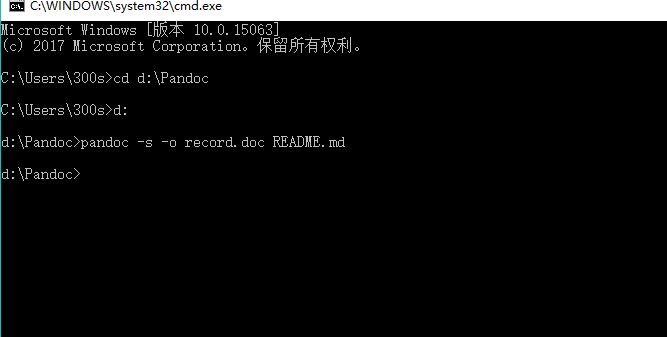 C:\WINDOWS\system32\cmd.exe
Microsoft Windows [版本 10.0.15063]
(c) 2017 Microsoft Corporation。保留所有权利。
C:\Users\300s>cd d:\Pandoc
C:\Users\300s>d:
d:\Pandoc>pandoc -s -o record.doc README.md
d:\Pandoc>